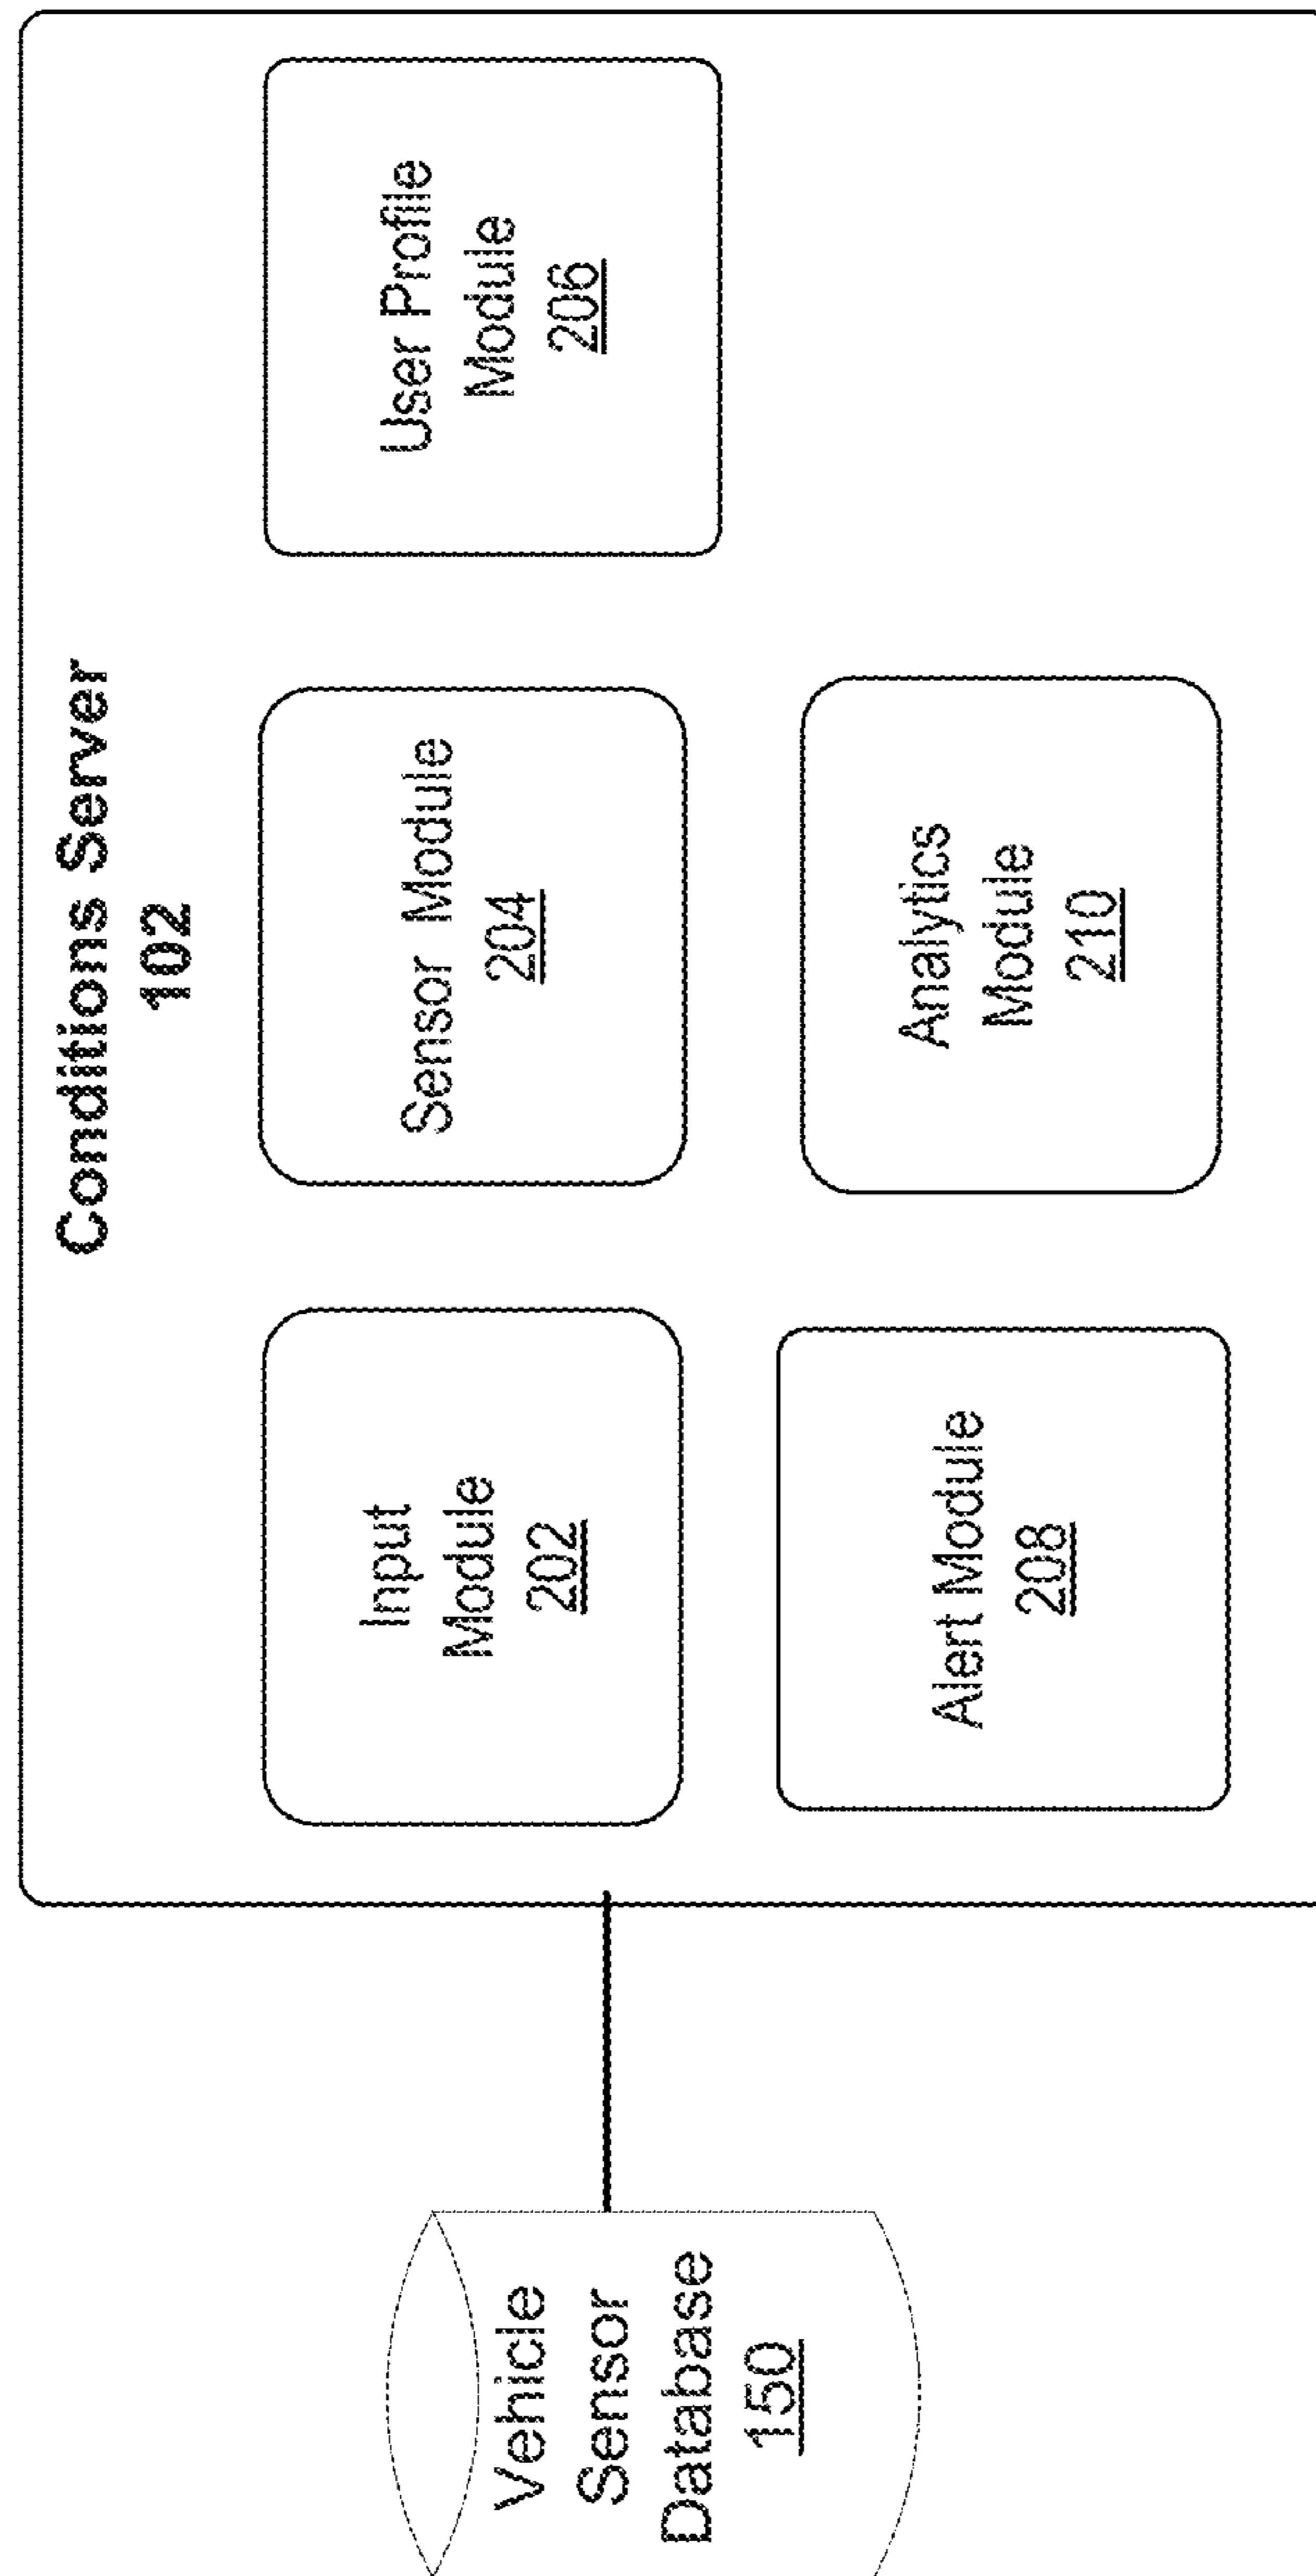 Conditions Server
102
Input
Module
202
Sensor Module
204
User Profile
Module
206
Alert Module
208
Analytics
Module
210
Vehicle
Sensor
Database
150